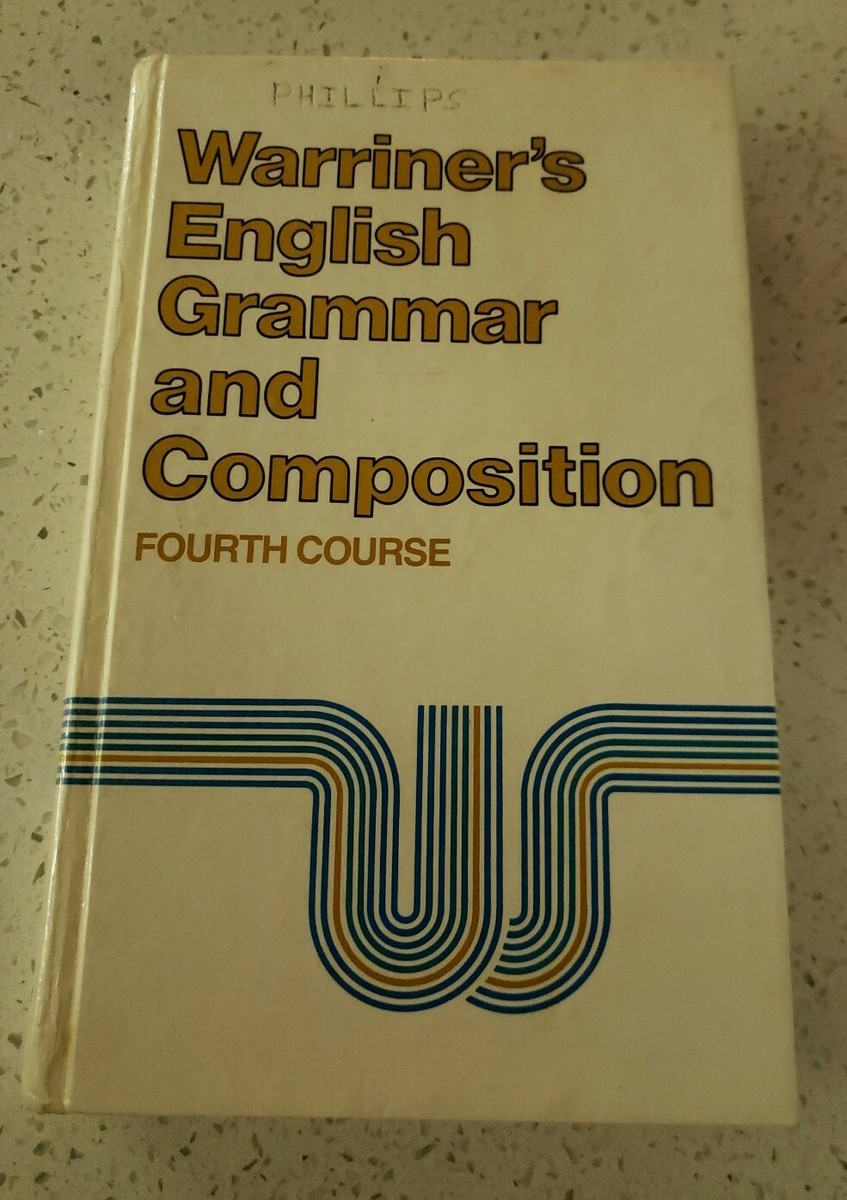 PHILLIPS
Warriner's
English
Grammar
and
Composition
FOURTH COURSE